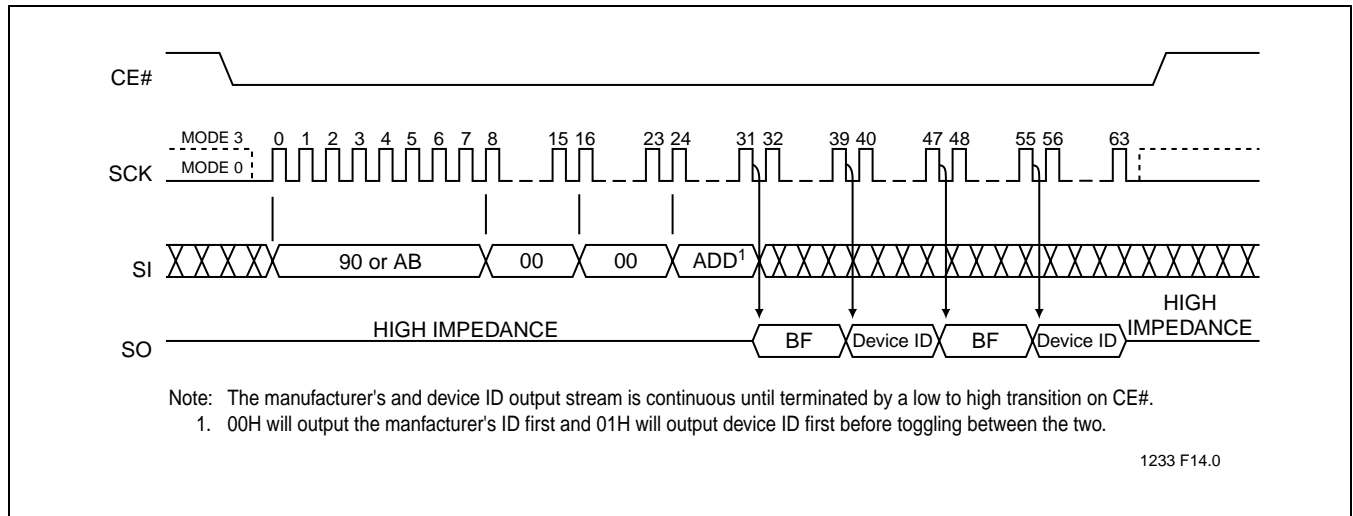 CE#
MODE 3 0 1 2 3 4 5 6 7 8 15 16 23 24 31 32 39 40 47 48 55 56 63
SCK MODE 0
SI 90 or AB 00 00 ADD1
HIGH
SO HIGH IMPEDANCE BF Device ID BF Device ID IMPEDANCE
Note: The manufacturer's and device ID output stream is continuous until terminated by a low to high transition on CE#.
1. 00H will output the manfacturer's ID first and 01H will output device ID first before toggling between the two.
1233 F14.0